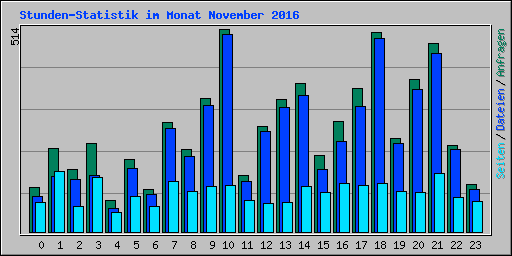 Stunden-Statistik im Monat November 2016
514
Seiten / Dateien / Anfragen
0 1 2 3 4 5 6 7 8 9 10 11 12 13 14 15 16 17 18 19 20 21 22 23